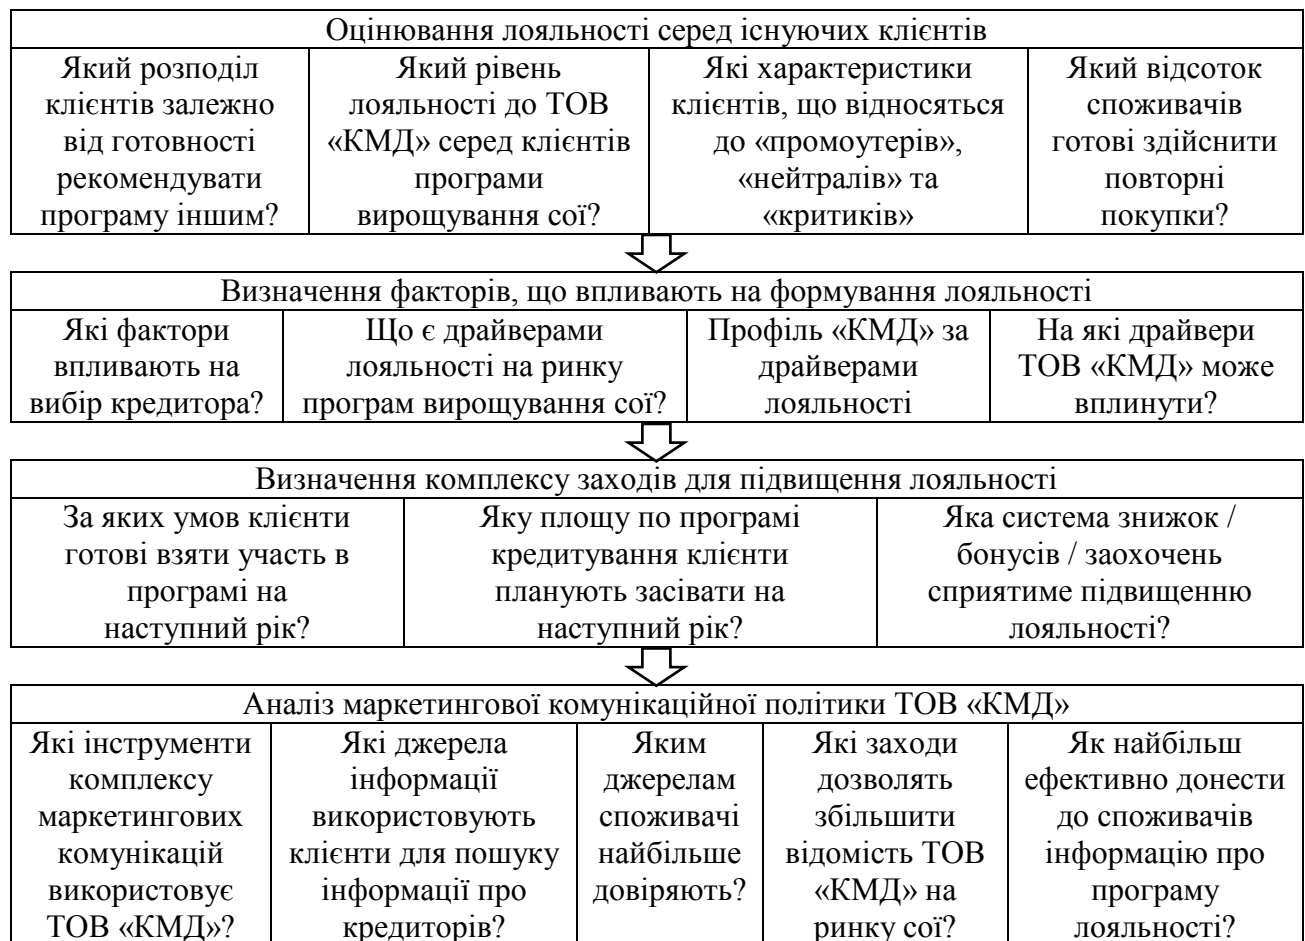 Оцінювання лояльності серед існуючих клієнтів
Який розподіл
клієнтів залежно
від готовності
рекомендувати
програму іншим?
Який рівень
лояльності до ТОВ
«КМД» серед клієнтів
програми
вирощування сої?
Які характеристики
клієнтів, що відносяться
до «промоутерів»,
«нейтралів» та
«критиків»
Який відсоток
споживачів
готові здійснити
повторні
покупки?
Визначення факторів, що впливають на формування лояльності
Які фактори
впливають на
вибір кредитора?
Що є драйверами
лояльності на ринку
програм вирощування сої?
Профіль «КМД» за
драйверами
лояльності
На які драйвери
ТОВ «КМД» може
вплинути?
Визначення комплексу заходів для підвищення лояльності
За яких умов клієнти
готові взяти участь в
програмі на
наступний рік?
Яку площу по програмі
кредитування клієнти
планують засівати на
наступний рік?
Яка система знижок /
бонусів / заохочень
сприятиме підвищенню
лояльності?
Аналіз маркетингової комунікаційної політики ТОВ «КМД»
Які інструменти
комплексу
маркетингових
комунікацій
використовує
ТОВ «КМД»?
Які джерела
інформації
використовують
клієнти для пошуку
інформації про
кредиторів?
Яким
джерелам
споживачі
найбільше
довіряють?
Які заходи
дозволять
збільшити
відомість ТОВ
«КМД» на
ринку сої?
Як найбільш
ефективно донести
до споживачів
інформацію про
програму
лояльності?